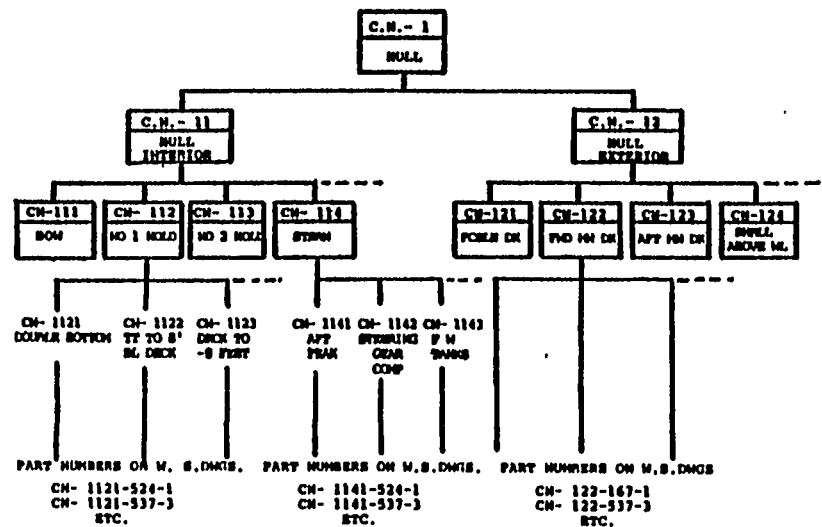 C.N.- 1
HULL
C.N.- 11
HULL
INTERIOR
C.N.- 12
HULL
EXTERIOR
CN-111
BOW
CN- 112
NO 1 HOLD
CN- 113
NO 2 HOLD
CN- 114
STERN
CN-121
FCSLE DK
CN-122
FWD MN DK
CN-123
AFT MN DK
CN-124
SHELL
ABOVE WL
CN- 1121
DOUBLE BOTTOM
CN- 1122
TT TO 8'
BL DECK
CN- 1123
DECK TO
-8 FEET
CN- 1141
AFT
PEAK
CN- 1142
STEERING
GEAR
COMP
CN- 1143
F W
TANKS
PART NUMBERS ON W. S.DWGS.
CN- 1121-524-1
CN- 1121-537-3
ETC.
PART NUMBERS ON W.S.DWGS.
CN- 1141-524-1
CN- 1141-537-3
ETC.
PART NUMBERS ON W.S.DWGS
CN- 122-167-1
CN- 122-537-3
ETC.